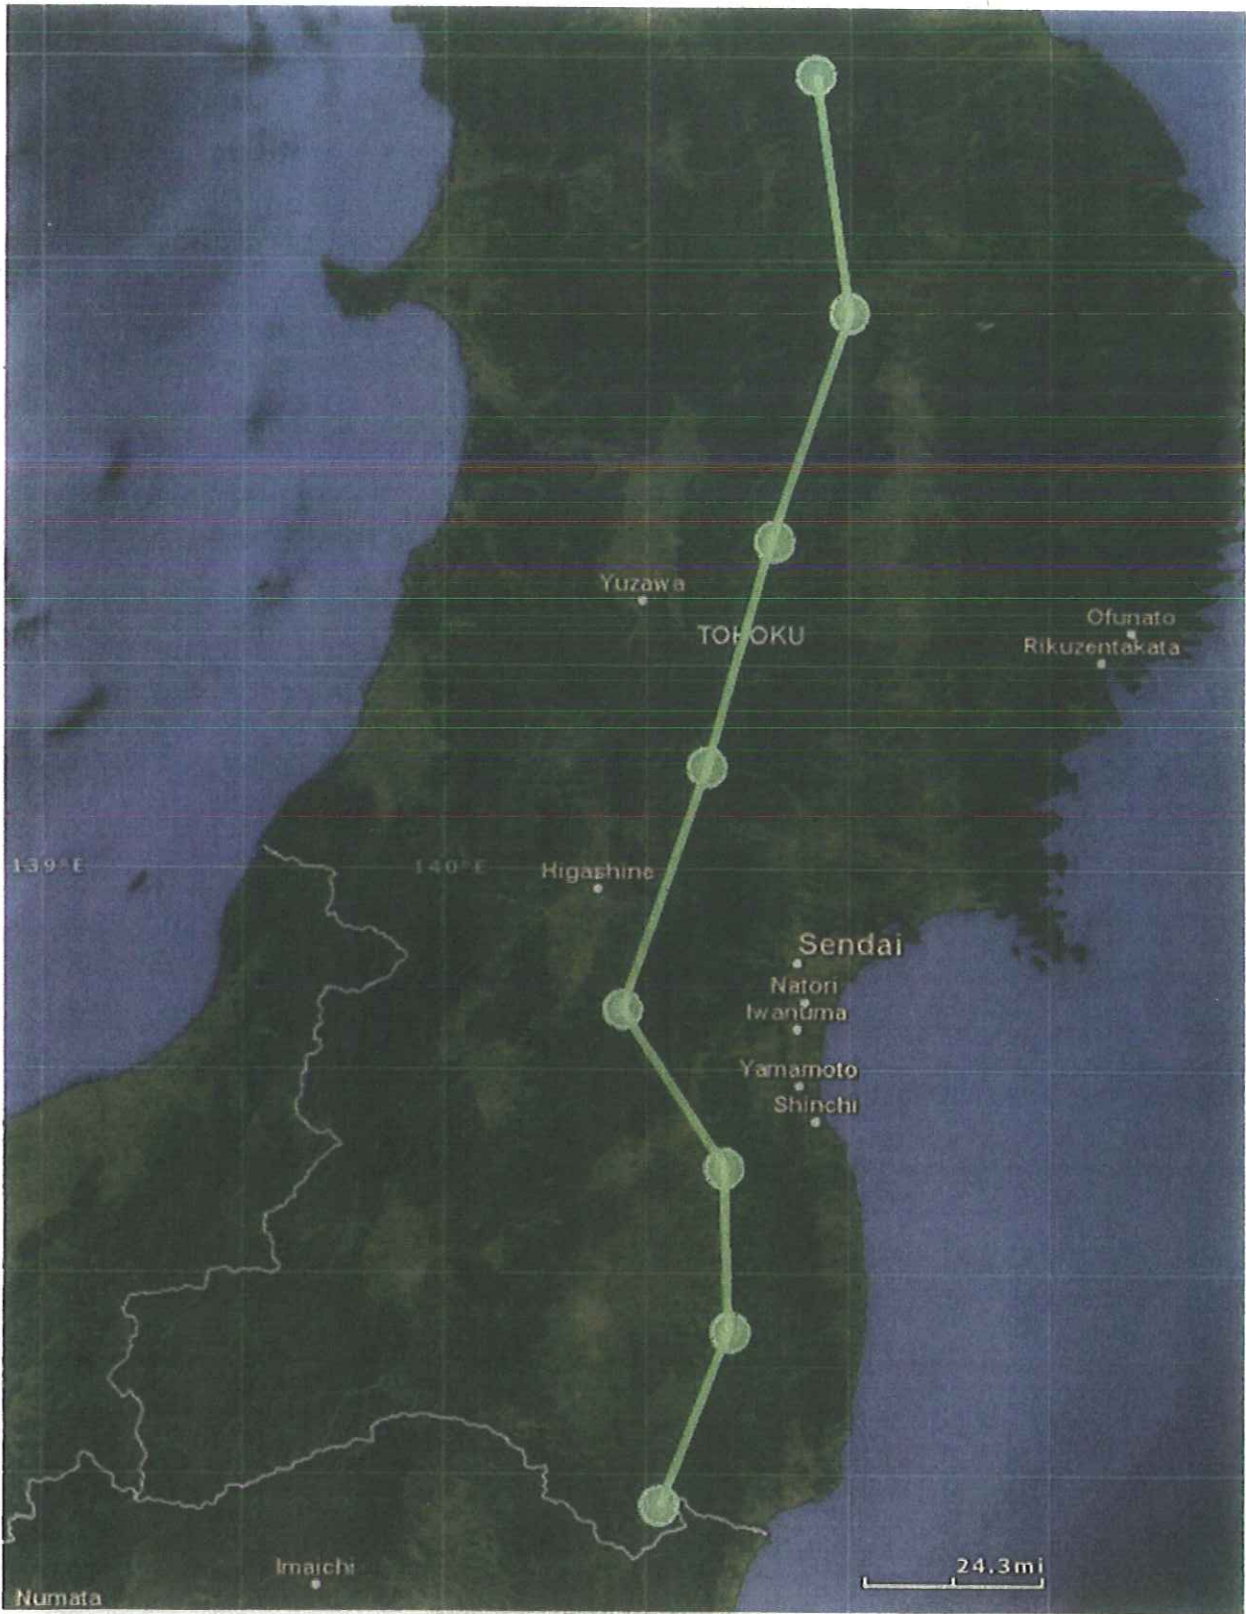 Yuzawa
TOHOKU
Ofunato
Rikuzentakata
139°E
140°E
Higashine
Sendai
Natori
Iwanuma
Yamamoto
Shinchi
24.3mi
Imaichi
Numata